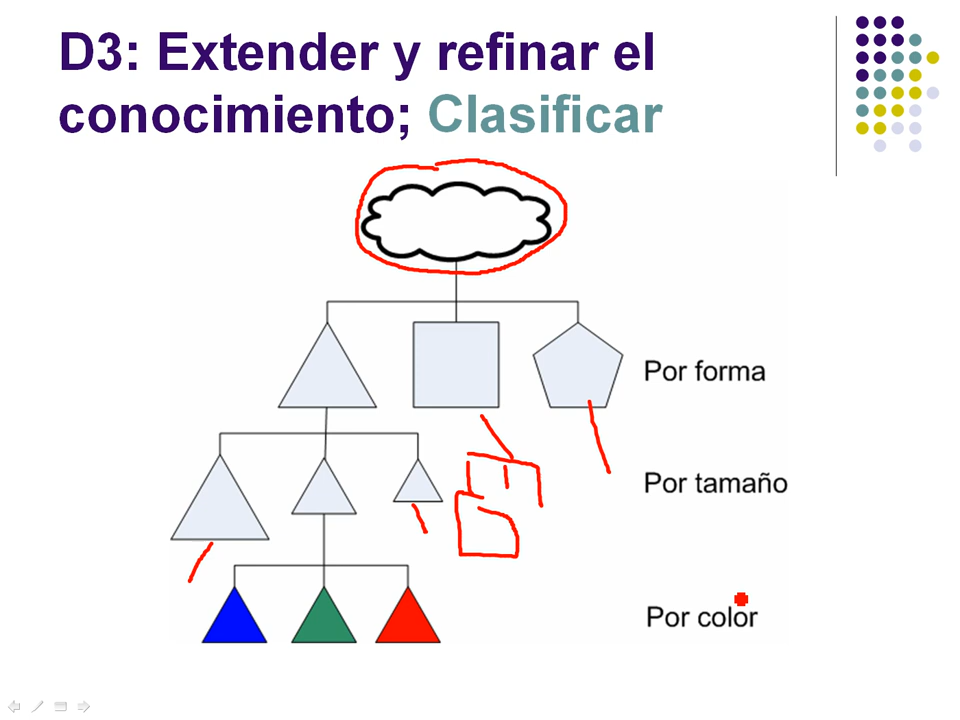 D3: Extender y refinar el
conocimiento; Clasificar
Por forma
Por tamaño
Por color